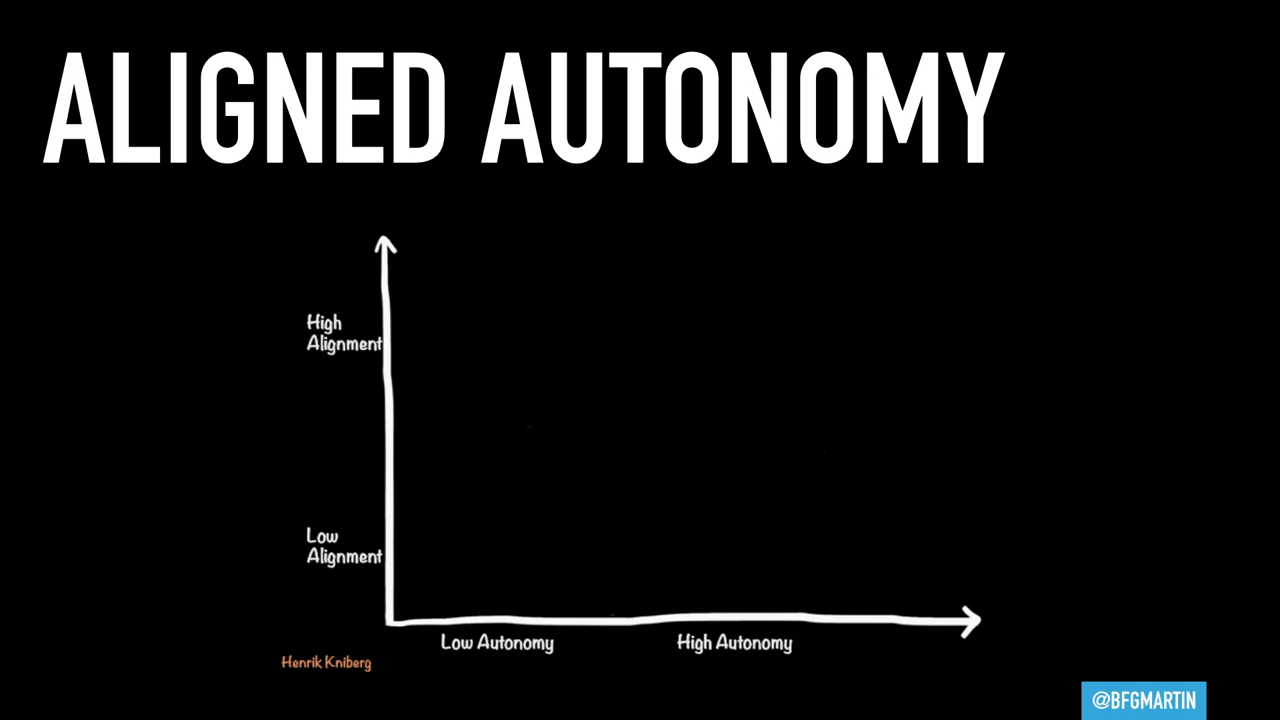 ALIGNED AUTONOMY
High
Alignment
Low
Alignment
Low Autonomy
High Autonomy
Henrik Kniberg
@BFGMARTIN